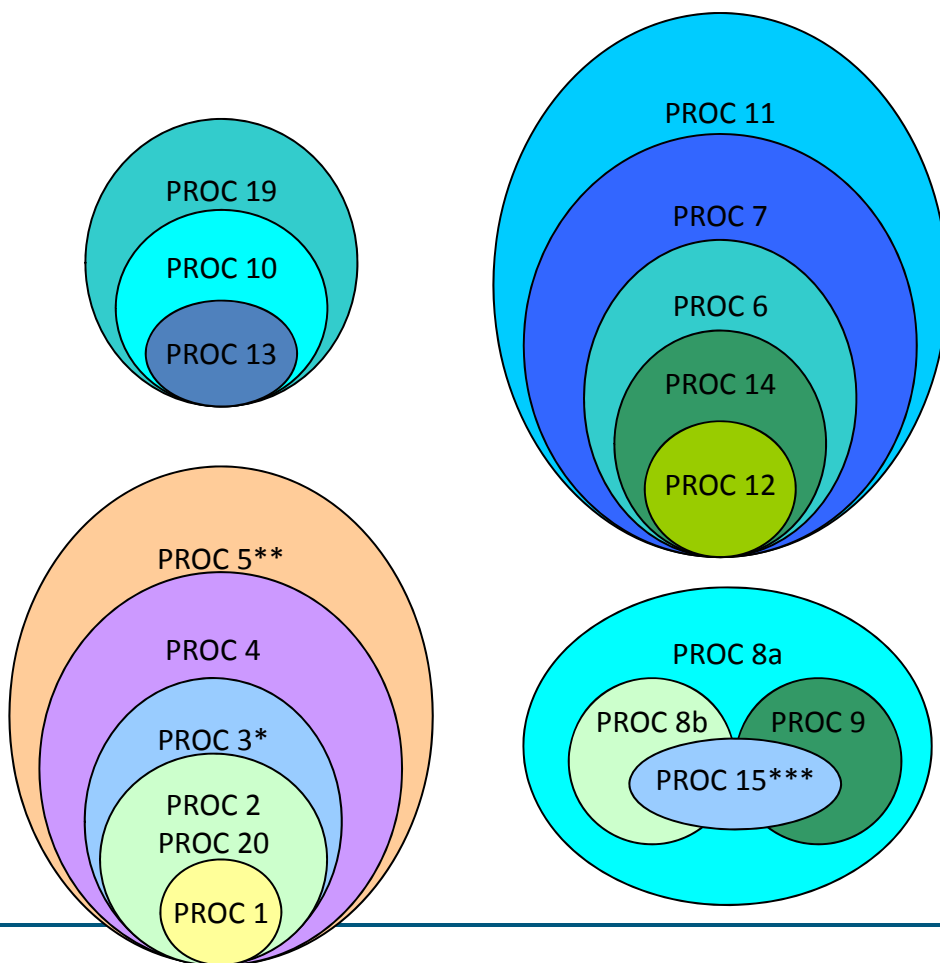 PROC 19
PROC 10
PROC 13
PROC 11
PROC 7
PROC 6
PROC 14
PROC 12
PROC 5**
PROC 4
PROC 3*
PROC 2
PROC 20
PROC 1
PROC 8a
PROC 8b
PROC 9
PROC 15***